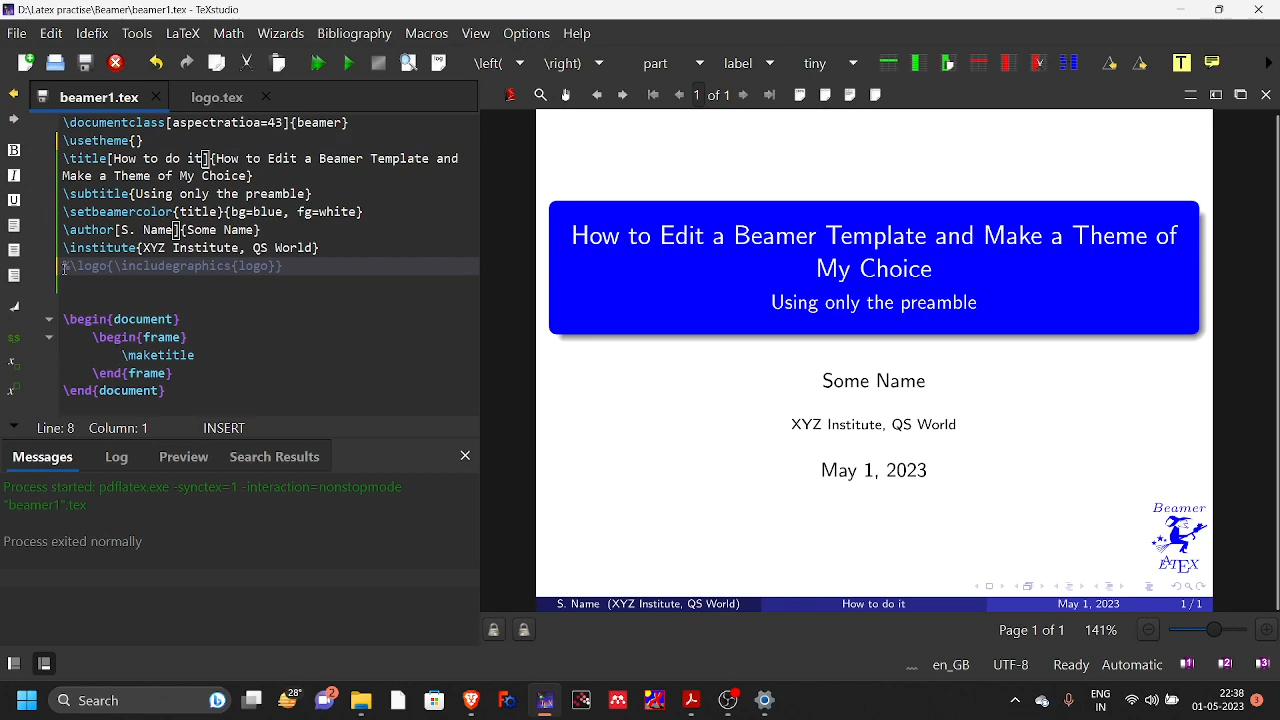 D:\Latex practise\Beamer\beamer1.tex - TeXstudio
File Edit Idefix Tools LaTeX Math Wizards Bibliography Macros View Options Help
\left( \right) part label tiny
beamer1.tex logo.tex
1 of 1
\documentclass[aspectration=43]{beamer}
\usetheme{}
\title[How to do it]{How to Edit a Beamer Template and
Make a Theme of My Choice}
\subtitle{Using only the preamble}
\setbeamercolor{title}{bg=blue, fg=white}
\author[S. Name]{Some Name}
\institute{XYZ Institute, QS World}
%\logo{\includegraphics{logo}}
\begin{document}
\begin{frame}
\maketitle
\end{frame}
\end{document}
Line: 8 Column: 1 INSERT
Messages Log Preview Search Results
Process started: pdflatex.exe -synctex=1 -interaction=nonstopmode
"beamer1".tex
Process exited normally
How to Edit a Beamer Template and Make a Theme of
My Choice
Using only the preamble
Some Name
XYZ Institute, QS World
May 1, 2023
Beamer
LATEX
S. Name (XYZ Institute, QS World) How to do it May 1, 2023 1 / 1
Page 1 of 1 141%
en_GB UTF-8 Ready Automatic 1 2 3
Search 28° 2 ENG 22:38
IN 01-05-2023 3